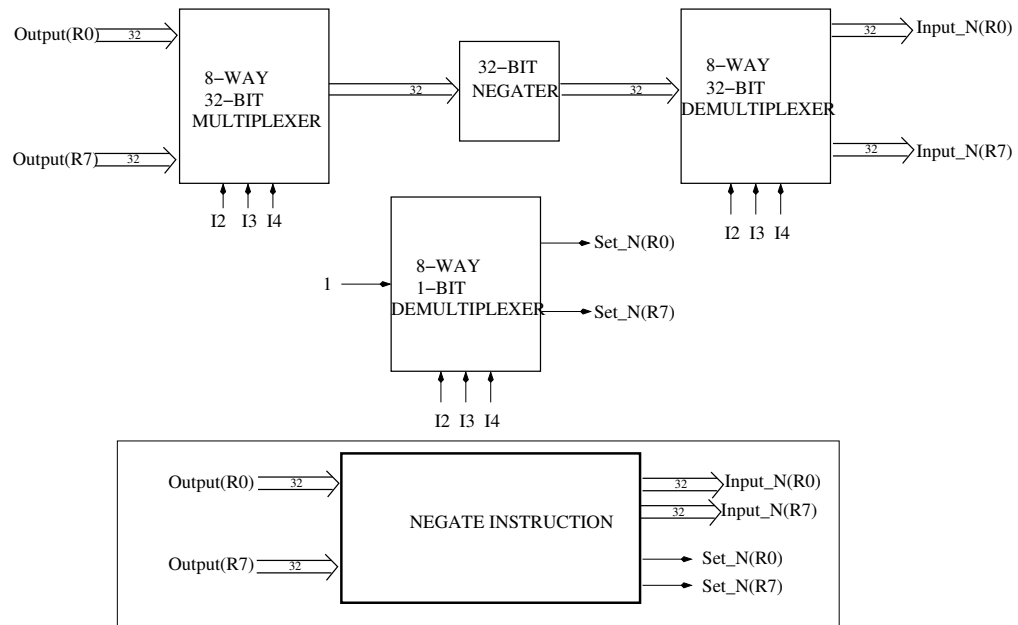 Output(R0)
32
8−WAY
32−BIT
MULTIPLEXER
Output(R7)
32
I2 I3 I4
32
32−BIT
NEGATER
32
8−WAY
32−BIT
DEMULTIPLEXER
32
Input_N(R0)
32
Input_N(R7)
I2 I3 I4
1
8−WAY
1−BIT
DEMULTIPLEXER
Set_N(R0)
Set_N(R7)
I2 I3 I4
Output(R0)
32
Output(R7)
32
NEGATE INSTRUCTION
32
Input_N(R0)
32
Input_N(R7)
Set_N(R0)
Set_N(R7)